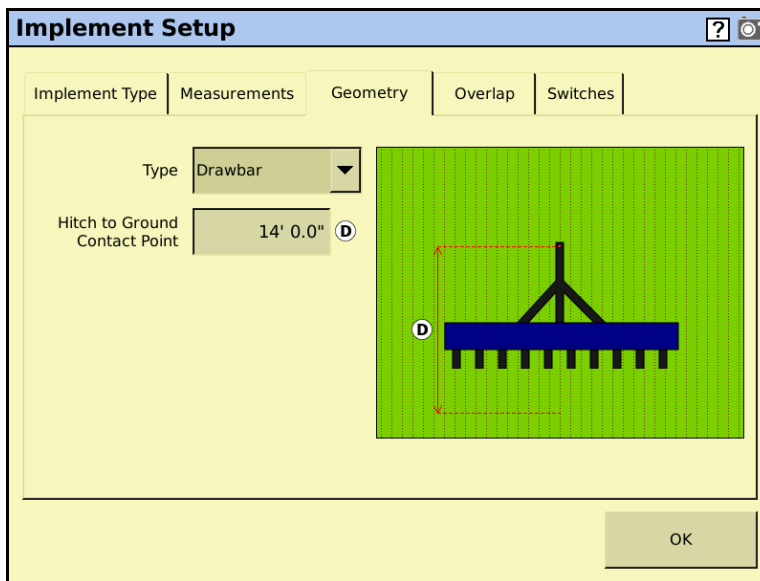 Implement Setup
?
Implement Type
Measurements
Geometry
Overlap
Switches
Type
Drawbar
Hitch to Ground
Contact Point
14' 0.0"
D
D
OK